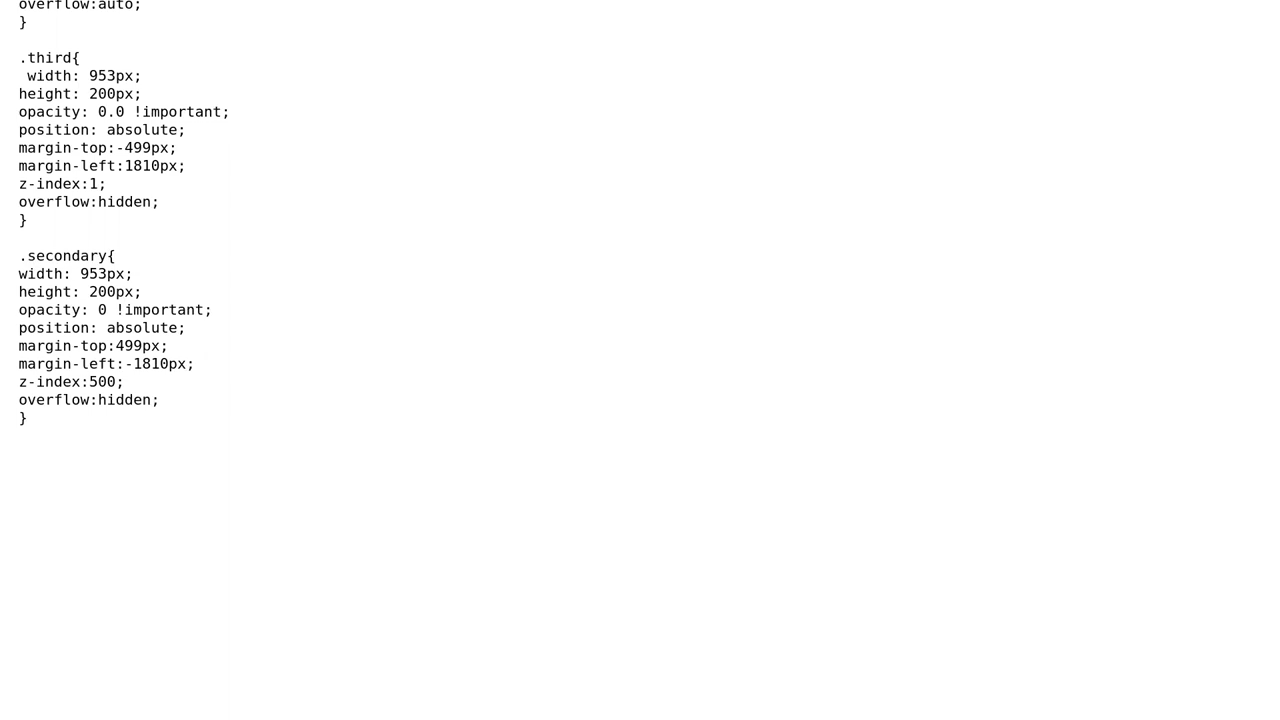 overflow:auto;
}

.third{
 width: 953px;
height: 200px;
opacity: 0.0 !important;
position: absolute;
margin-top:-499px;
margin-left:1810px;
z-index:1;
overflow:hidden;
}

.secondary{
width: 953px;
height: 200px;
opacity: 0 !important;
position: absolute;
margin-top:499px;
margin-left:-1810px;
z-index:500;
overflow:hidden;
}